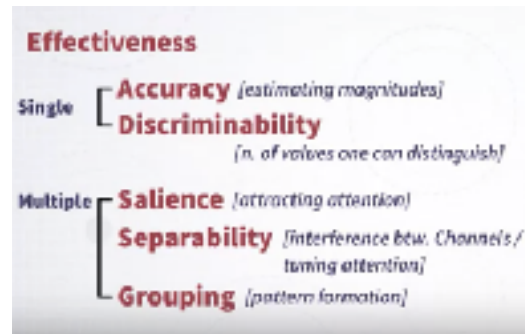 Effectiveness
Single
Accuracy [estimating magnitudes]
Discriminability
[n. of values one can distinguish]
Multiple
Salience [attracting attention]
Separability [interference btw. Channels /
tuning attention]
Grouping [pattern formation]